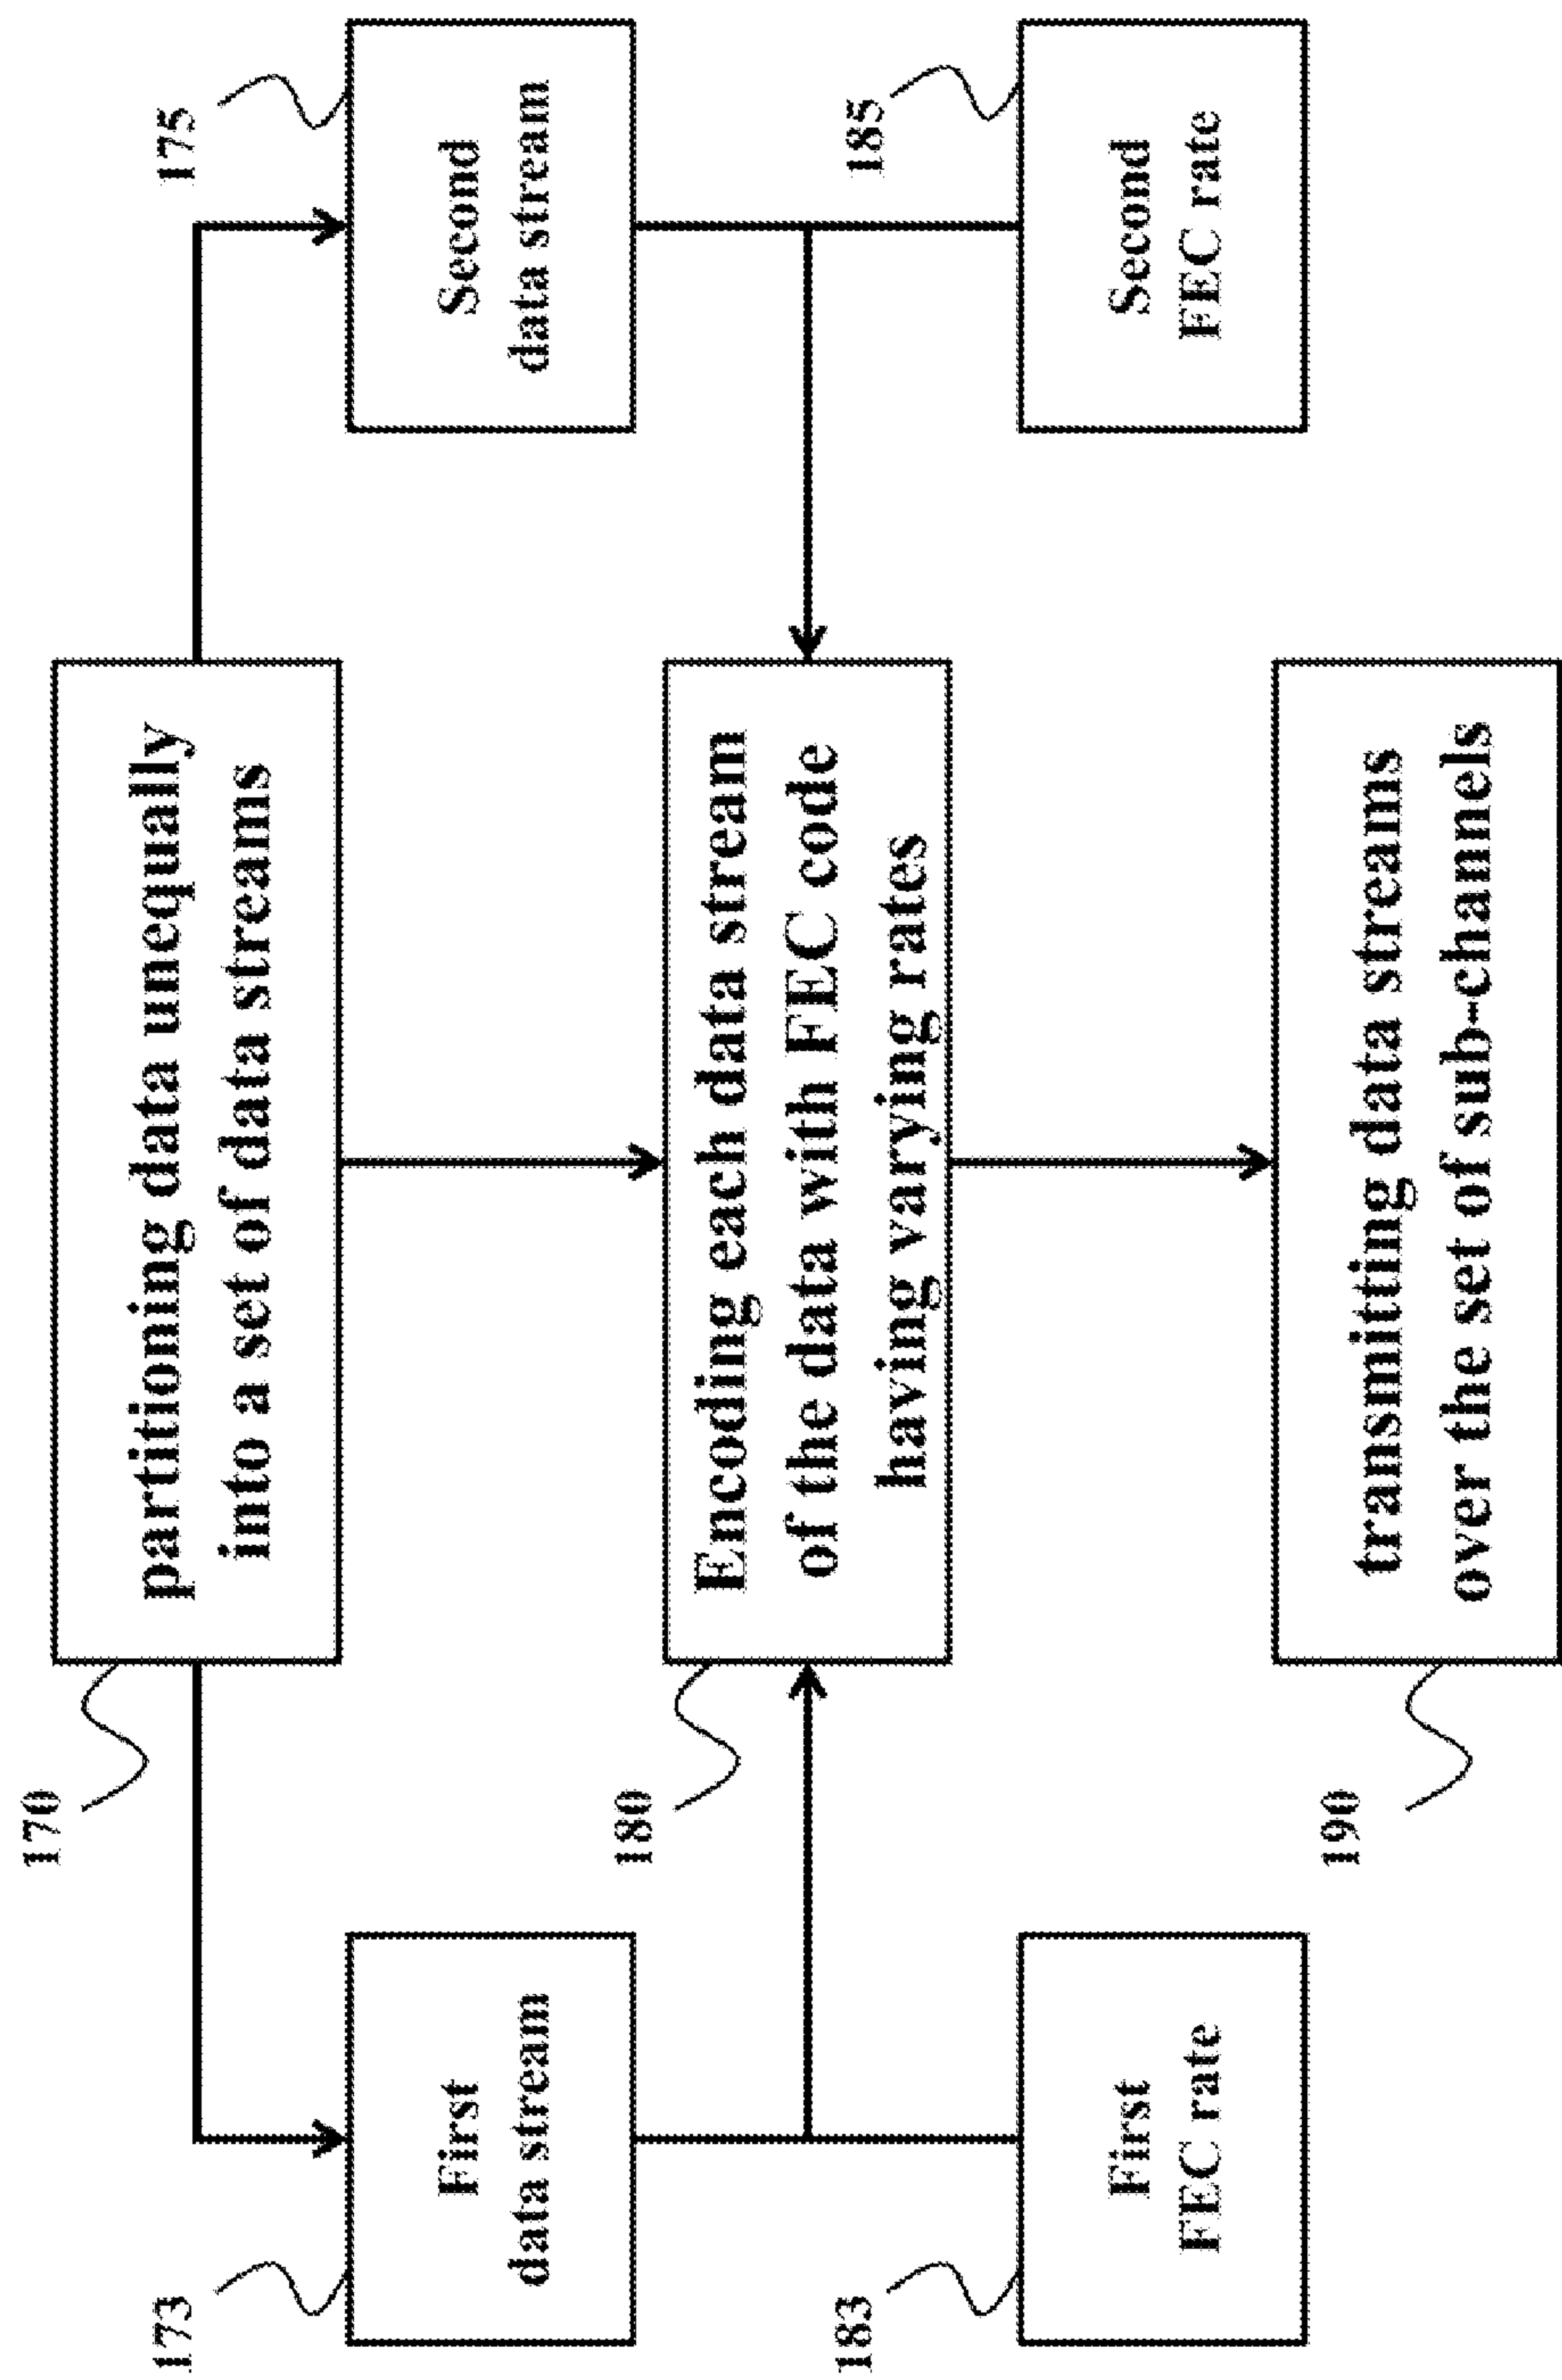 170
partitioning data unequally
into a set of data streams
173
First
data stream
175
Second
data stream
180
Encoding each data stream
of the data with FEC code
having varying rates
183
First
FEC rate
185
Second
FEC rate
190
transmitting data streams
over the set of sub-channels